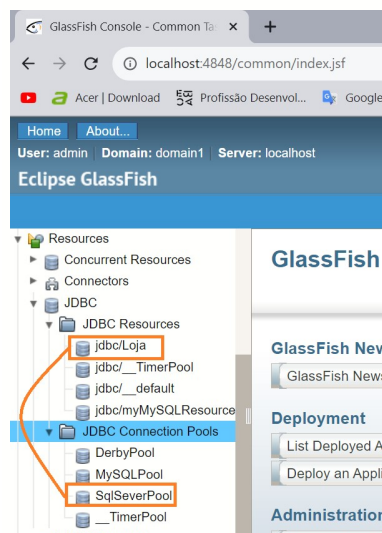 GlassFish Console - Common Ta
localhost:4848/common/index.jsf
Acer | Download Profissão Desenvol... Google
Home About...
User: admin Domain: domain1 Server: localhost
Eclipse GlassFish
Resources
Concurrent Resources
Connectors
JDBC
JDBC Resources
jdbc/Loja
jdbc/__TimerPool
jdbc/__default
jdbc/myMySQLResource
JDBC Connection Pools
DerbyPool
MySQLPool
SqlSeverPool
__TimerPool
GlassFish
GlassFish New
GlassFish News
Deployment
List Deployed A
Deploy an Appli
Administration